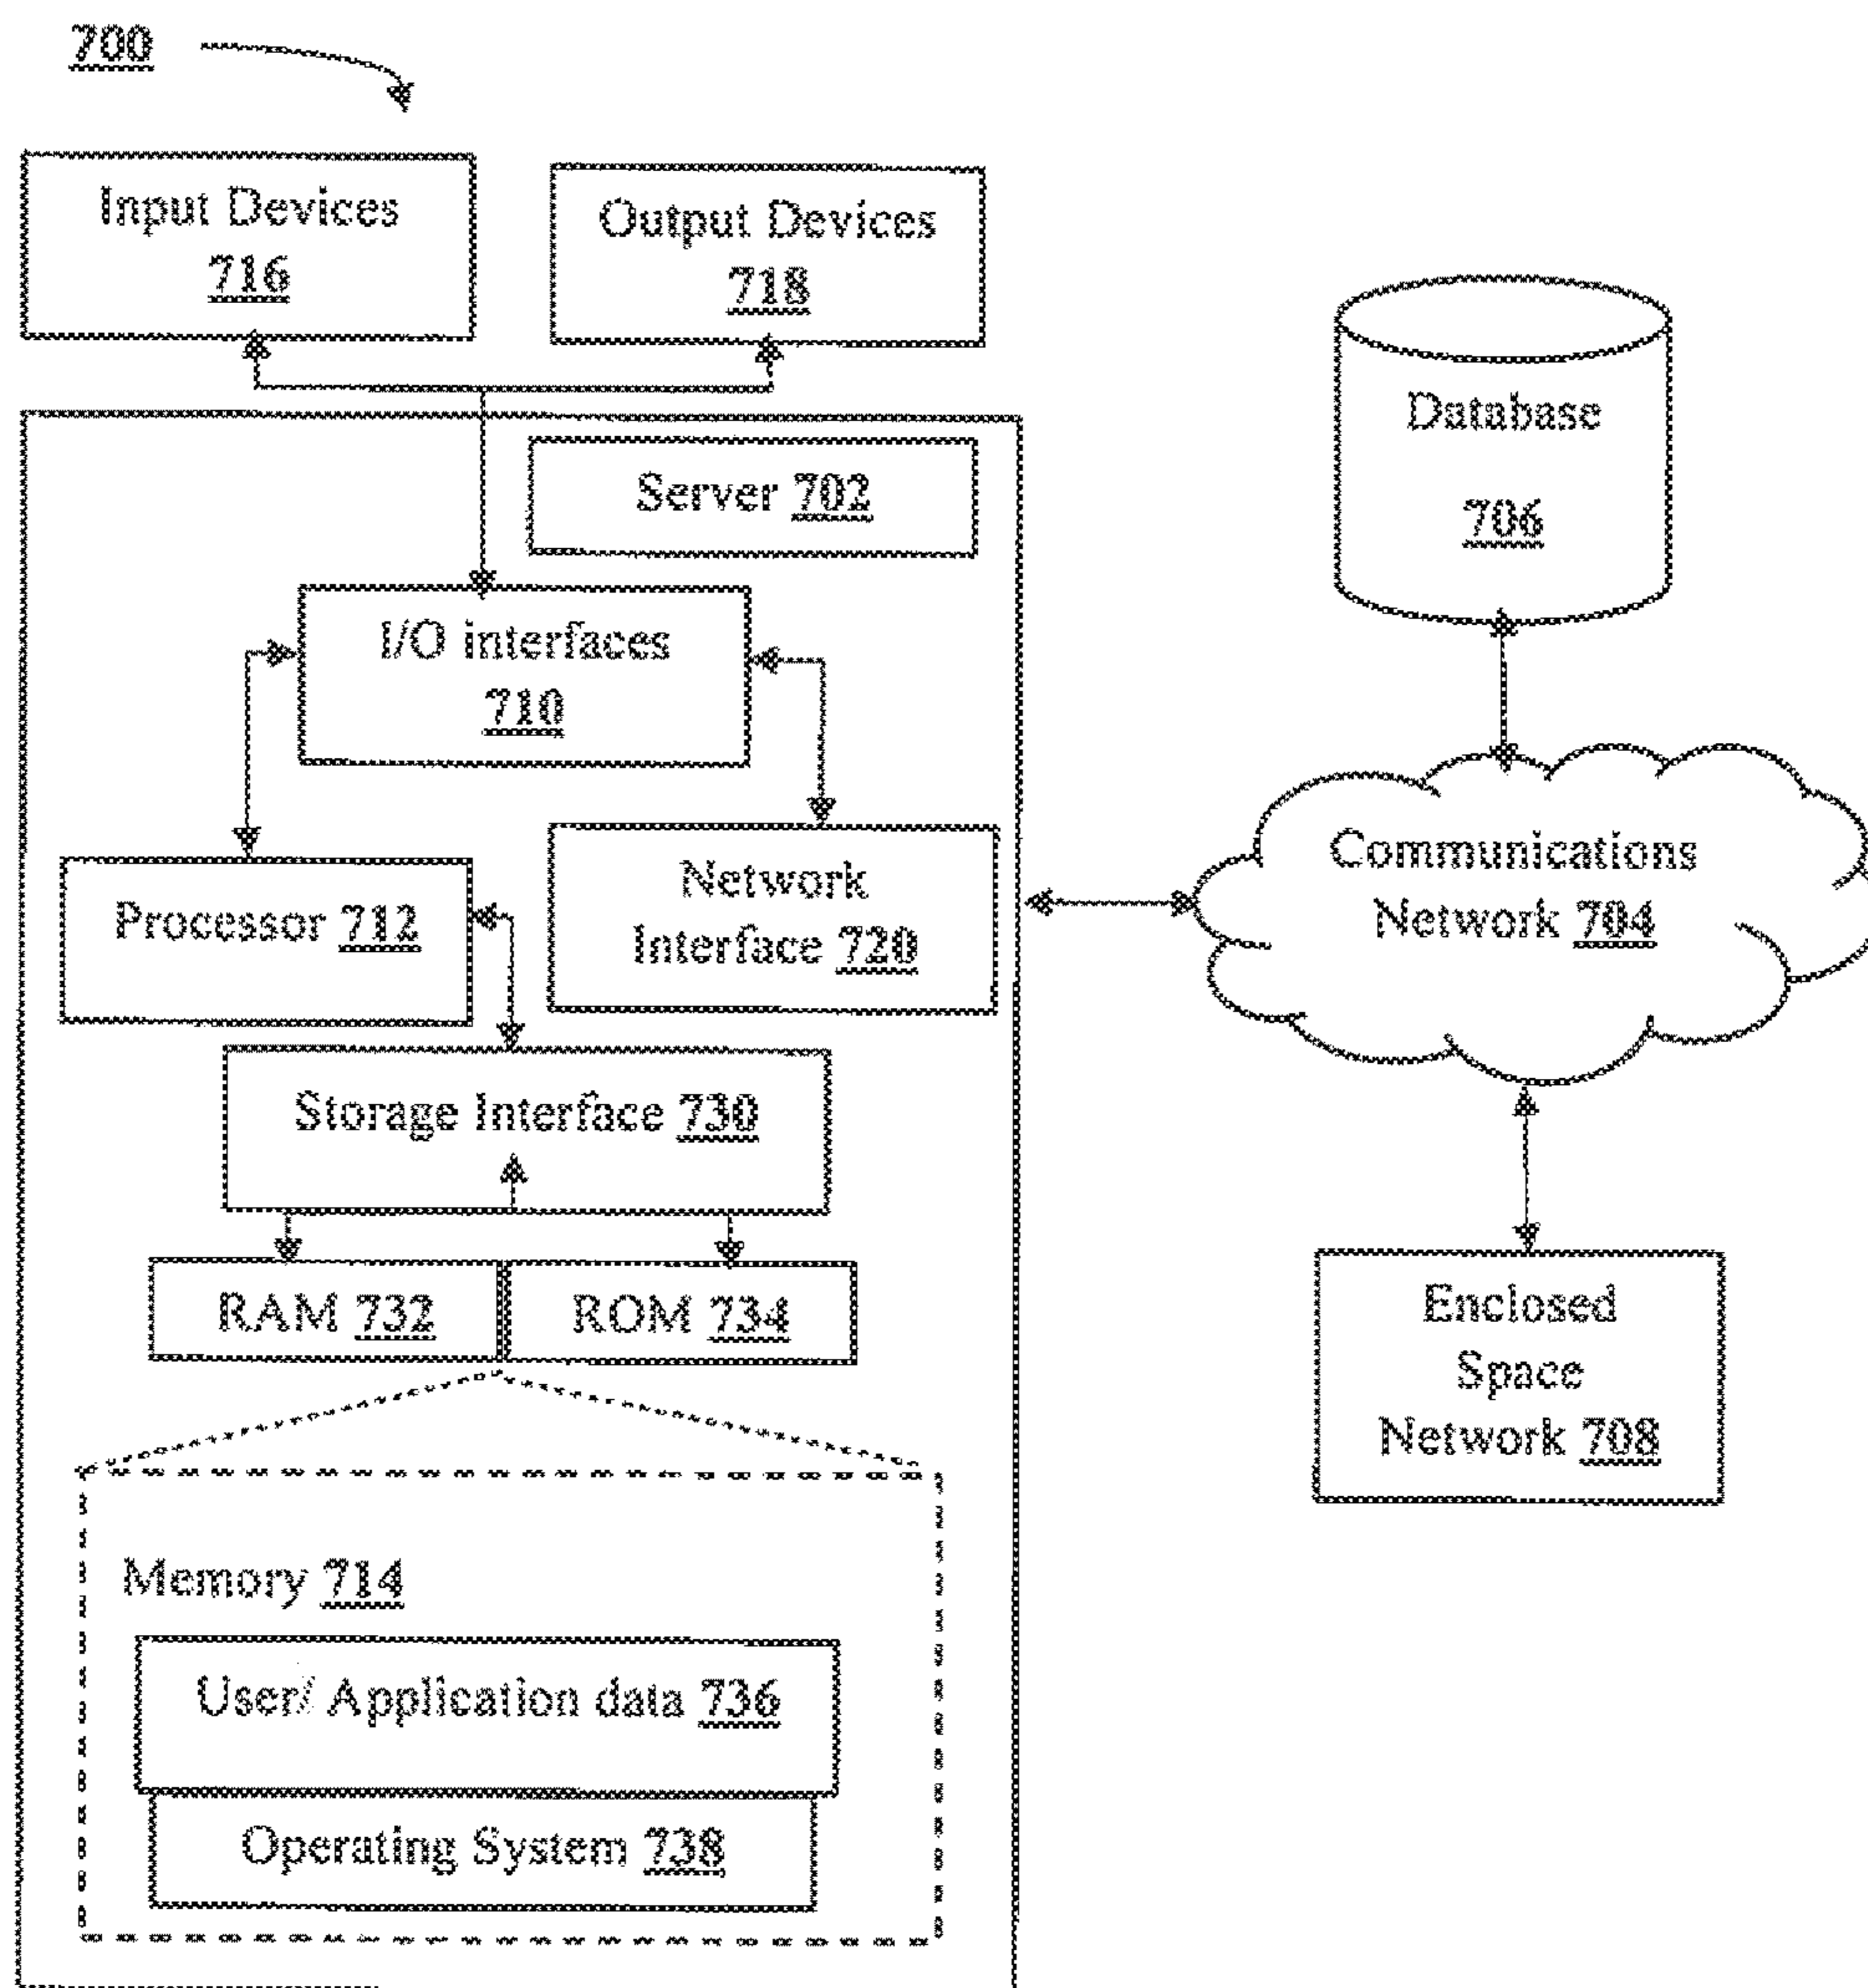 700
Input Devices
716
Output Devices
718
Server 702
I/O interfaces
710
Processor 712
Network
Interface 720
Storage Interface 730
RAM 732
ROM 734
Memory 714
User/ Application data 736
Operating System 738
Database
706
Communications
Network 704
Enclosed
Space
Network 708